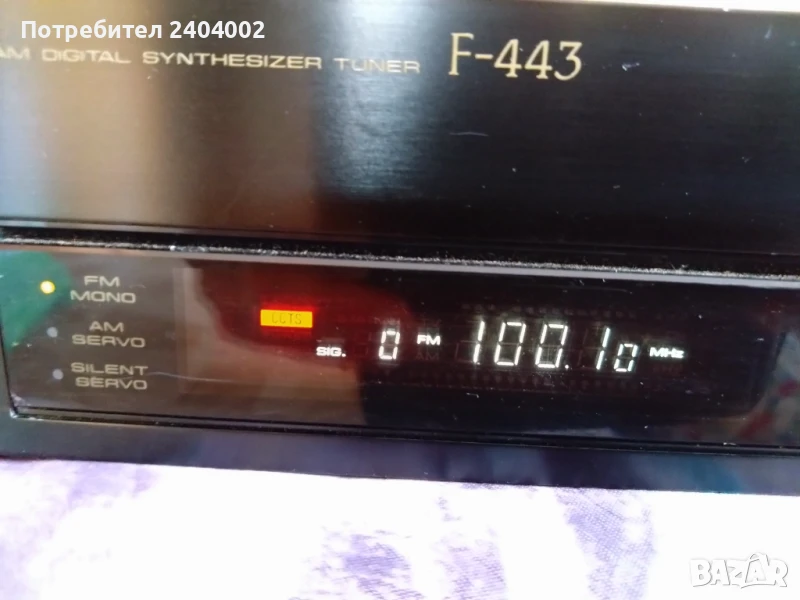 Потребител 2404002
AM DIGITAL SYNTHESIZER TUNER F-443
FM
MONO
AM
SERVO
SILENT
SERVO
SIG. 0 FM 100.10 MHz
BAZAR